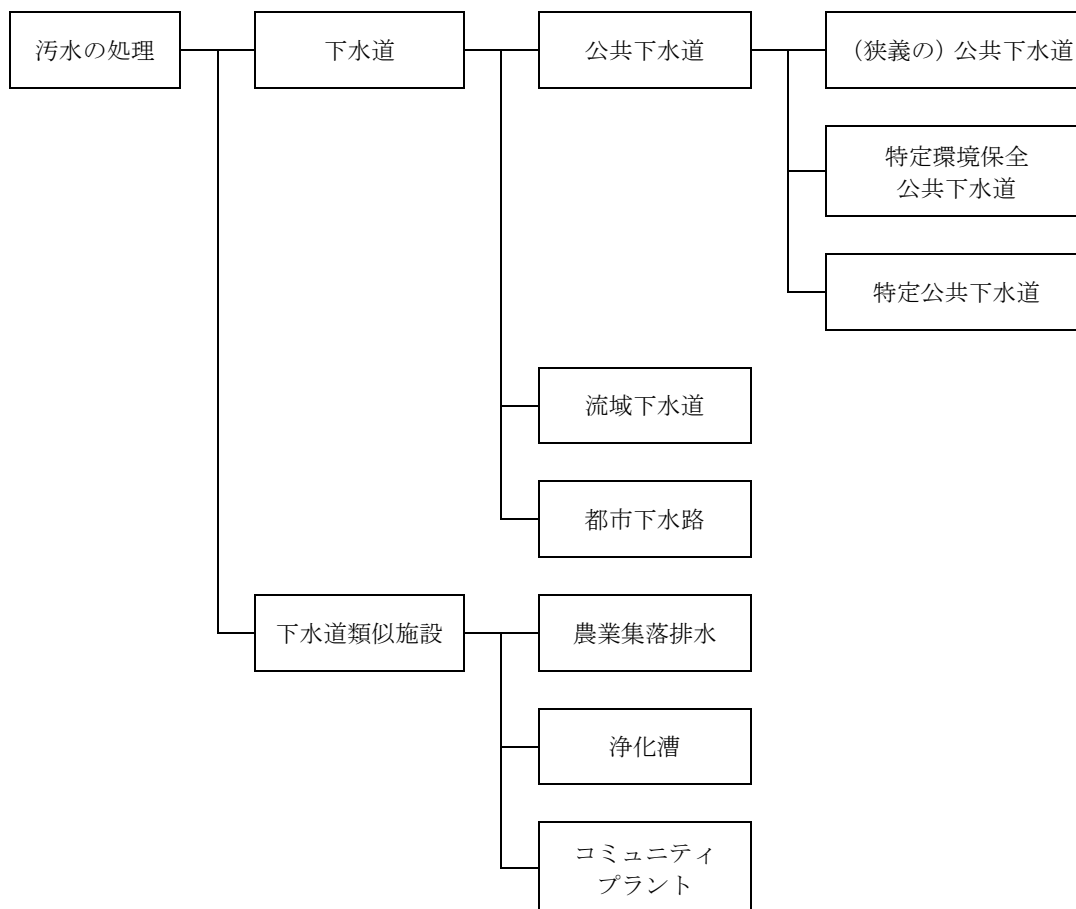 汚水の処理
下水道
公共下水道
（狭義の）公共下水道
特定環境保全
公共下水道
特定公共下水道
流域下水道
都市下水路
下水道類似施設
農業集落排水
浄化漕
コミュニティ
プラント